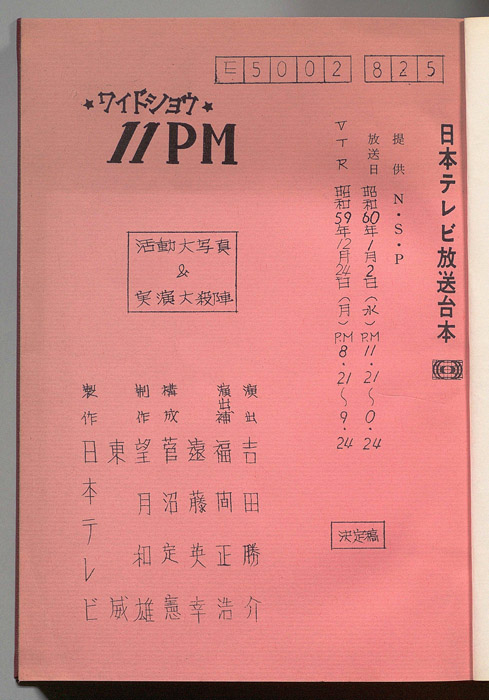 日本テレビ放送台本
E5002 825
★ワイドショウ★
11PM
提供 N・S・P
放送日 昭和60年1月2日(水)P.M 11・21〜0・24
VTR 昭和59年12月24日(月)P.M 8・21〜9・24
活動大写真
&
実演大殺陣
決定稿
演出 吉田勝介
演出補 福間正浩
遠藤英幸
構成 菅沼定憲
制作 望月和雄
東威
製作 日本テレビ